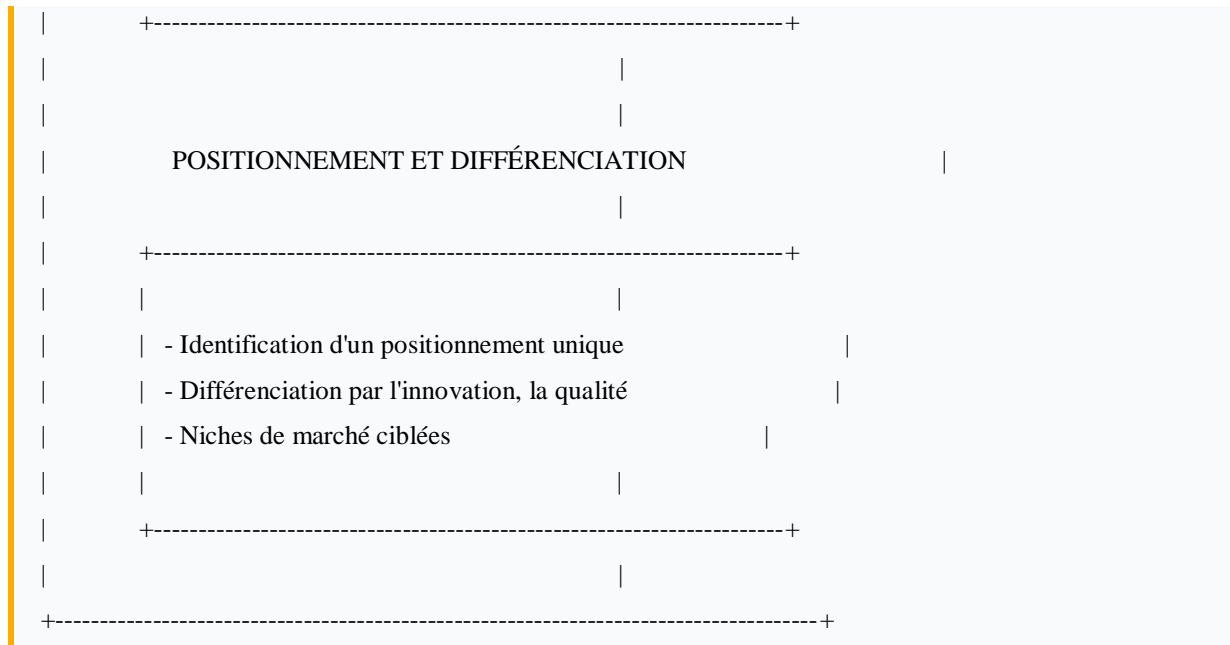 | +-----------------------------------------------------------------------+
| |
| |
| POSITIONNEMENT ET DIFFÉRENCIATION |
| |
| +-----------------------------------------------------------------------+
| | |
| | - Identification d'un positionnement unique |
| | - Différenciation par l'innovation, la qualité |
| | - Niches de marché ciblées |
| | |
| +-----------------------------------------------------------------------+
| |
+--------------------------------------------------------------------------------------+